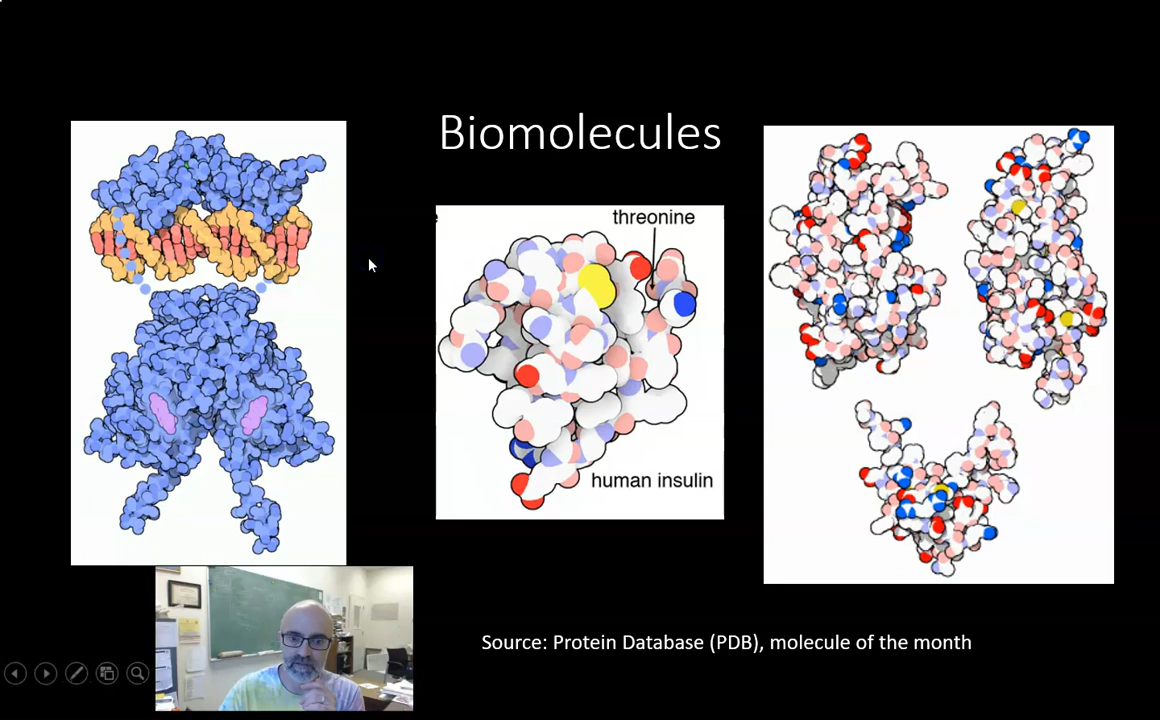 Biomolecules
e
threonine
human insulin
Source: Protein Database (PDB), molecule of the month